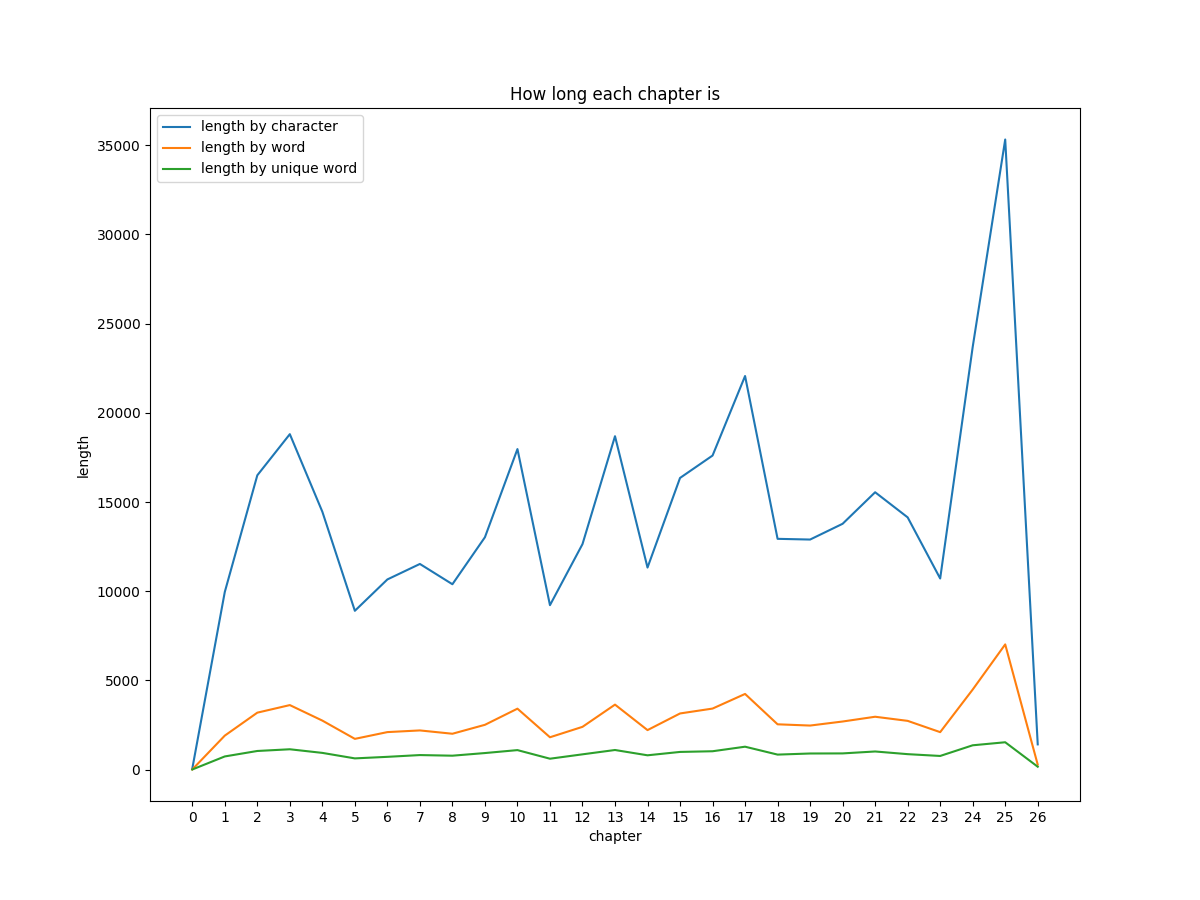 How long each chapter is
length by character
length by word
length by unique word
35000
30000
25000
20000
15000
10000
5000
0
length
0 1 2 3 4 5 6 7 8 9 10 11 12 13 14 15 16 17 18 19 20 21 22 23 24 25 26
chapter